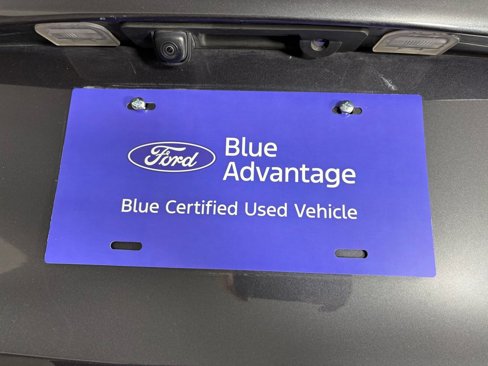 Ford
Blue
Advantage
Blue Certified Used Vehicle